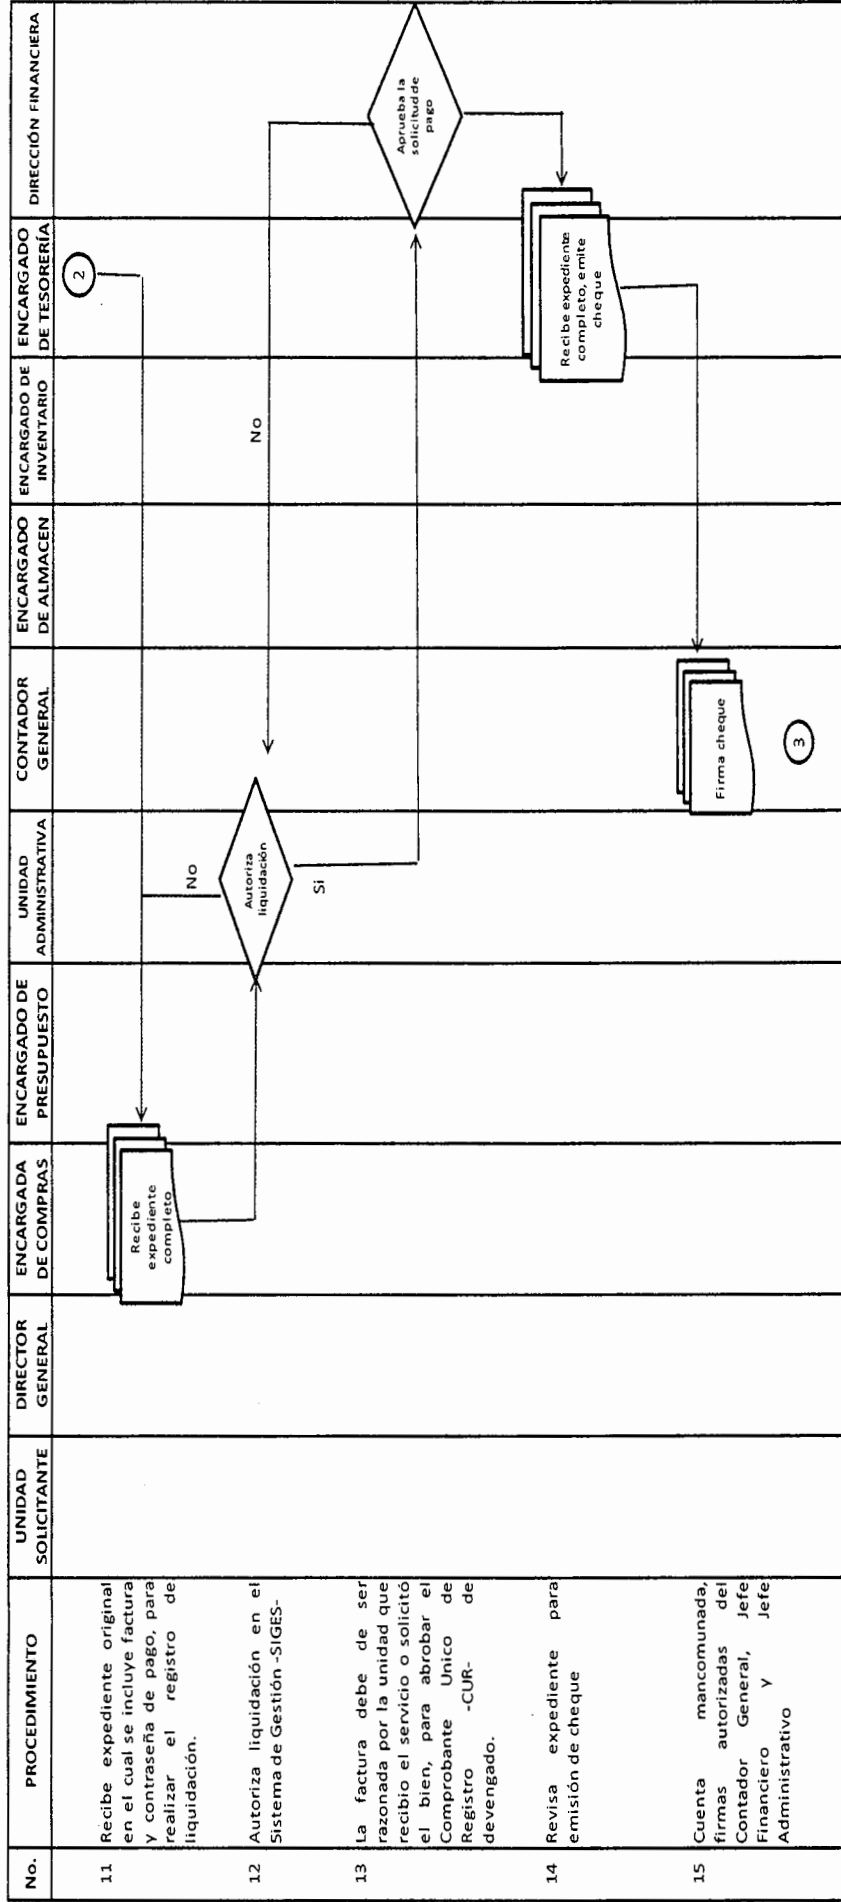 No.
PROCEDIMIENTO
UNIDAD
SOLICITANTE
DIRECTOR
GENERAL
ENCARGADA
DE COMPRAS
ENCARGADO DE
PRESUPUESTO
UNIDAD
ADMINISTRATIVA
CONTADOR
GENERAL
ENCARGADO
DE ALMACEN
ENCARGADO DE
INVENTARIO
ENCARGADO
DE TESORERÍA
DIRECCIÓN FINANCIERA
11
Recibe expediente original
en el cual se incluye factura
y contraseña de pago, para
realizar el registro de
liquidación.
Recibe
expediente
completo
2
12
Autoriza liquidación en el
Sistema de Gestión -SIGES-
No
Autoriza
liquidación
Si
No
13
La factura debe de ser
razonada por la unidad que
recibio el servicio o solicitó
el bien, para aprobar el
Comprobante Unico de
Registro -CUR- de
devengado.
Aprueba la
solicitud de
pago
14
Revisa expediente para
emisión de cheque
Recibe expediente
completo, emite
cheque
15
Cuenta mancomunada,
firmas autorizadas del
Contador General, Jefe
Financiero y Jefe
Administrativo
Firma cheque
3